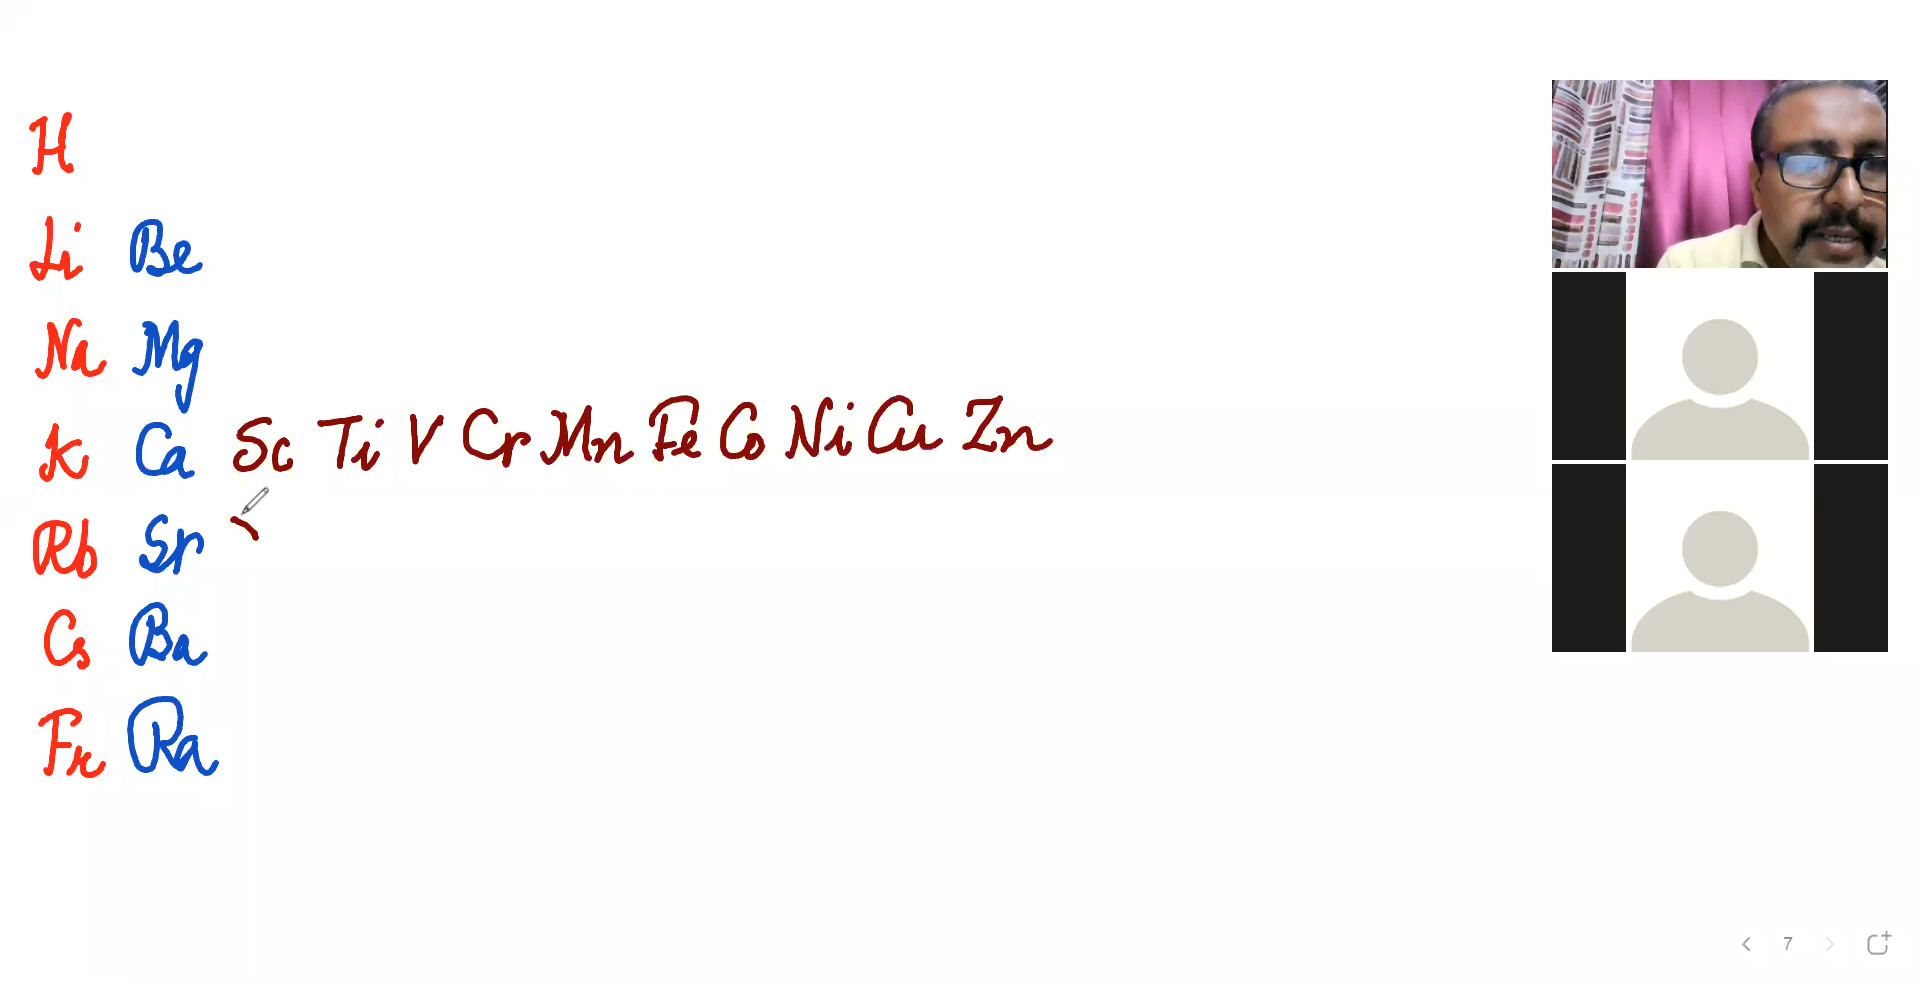 H
Li Be
Na Mg
K Ca Sc Ti V Cr Mn Fe Co Ni Cu Zn
Rb Sr
Cs Ba
Fr Ra
7